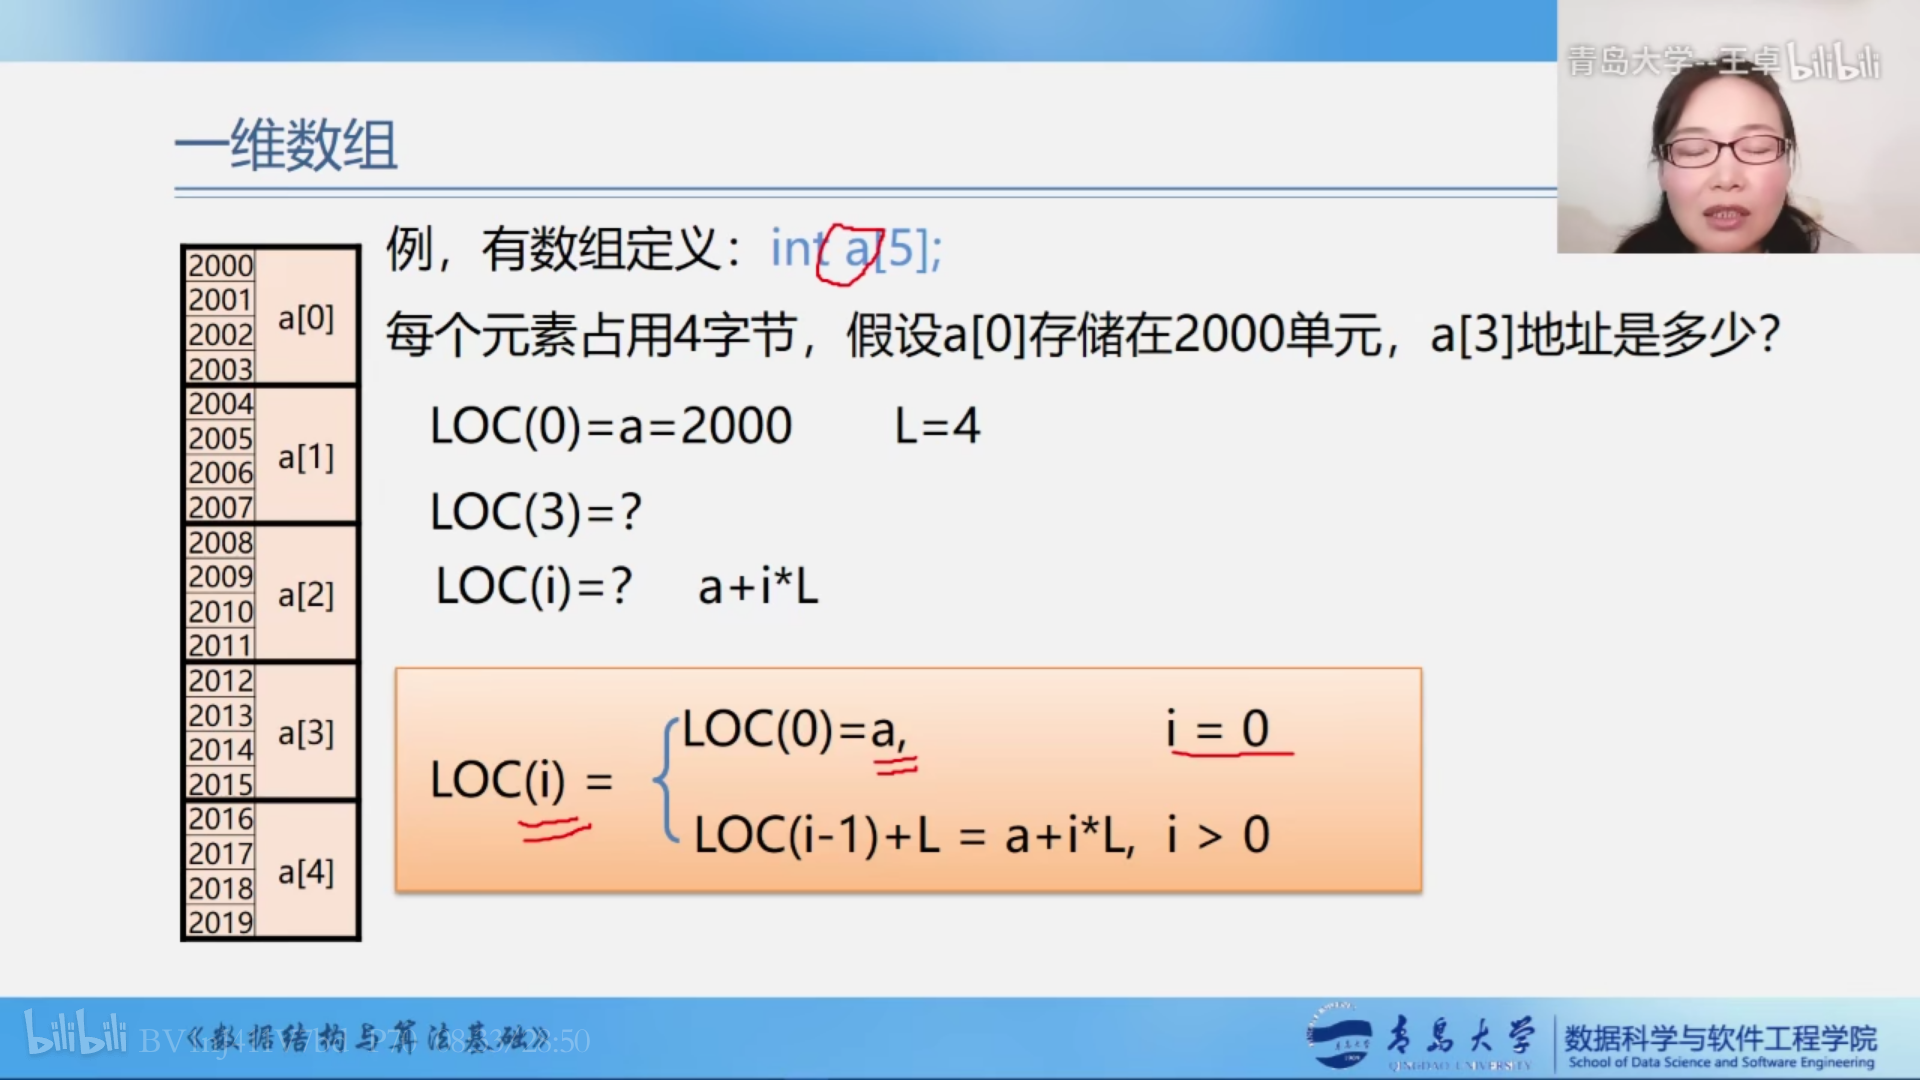 青岛大学--王卓 bilibili
一维数组
例，有数组定义：int a[5];
每个元素占用4字节，假设a[0]存储在2000单元，a[3]地址是多少？
LOC(0)=a=2000 L=4
LOC(3)=?
LOC(i)=? a+i*L
2000
2001
2002
2003
a[0]
2004
2005
2006
2007
a[1]
2008
2009
2010
2011
a[2]
2012
2013
2014
2015
a[3]
2016
2017
2018
2019
a[4]
LOC(0)=a, i = 0
LOC(i) =
LOC(i-1)+L = a+i*L, i > 0
bilibili
《数据结构与算法基础》
青岛大学
QINGDAO UNIVERSITY
数据科学与软件工程学院
School of Data Science and Software Engineering